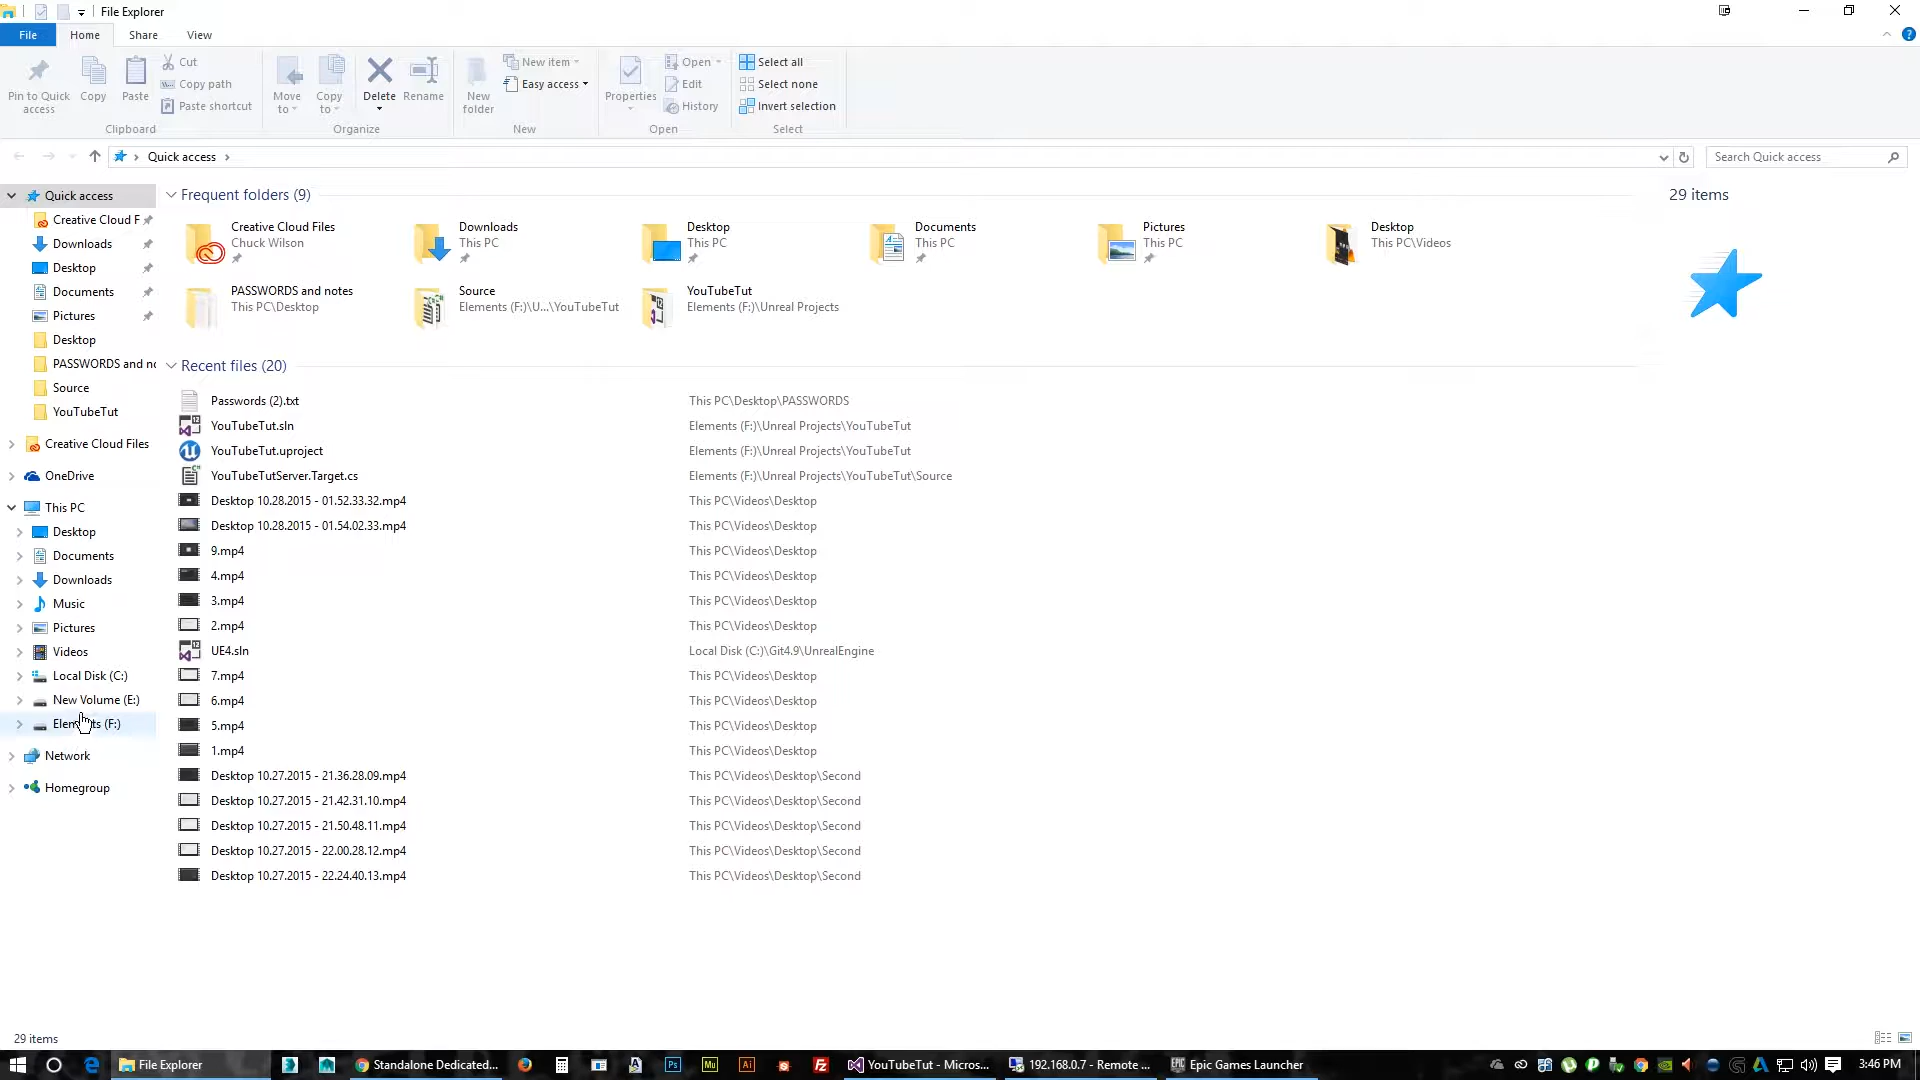 File Explorer
File Home Share View
Pin to Quick access
Copy
Paste
Cut
Copy path
Paste shortcut
Clipboard
Move to
Copy to
Delete
Rename
Organize
New folder
New item
Easy access
New
Properties
Open
Edit
History
Open
Select all
Select none
Invert selection
Select
Quick access
Search Quick access
Quick access
Creative Cloud F
Downloads
Desktop
Documents
Pictures
Desktop
PASSWORDS and no
Source
YouTubeTut
Creative Cloud Files
OneDrive
This PC
Desktop
Documents
Downloads
Music
Pictures
Videos
Local Disk (C:)
New Volume (E:)
Elements (F:)
Network
Homegroup
Frequent folders (9)
Creative Cloud Files
Chuck Wilson
Downloads
This PC
Desktop
This PC
Documents
This PC
Pictures
This PC
Desktop
This PC\Videos
PASSWORDS and notes
This PC\Desktop
Source
Elements (F:)\U...\YouTubeTut
YouTubeTut
Elements (F:)\Unreal Projects
29 items
Recent files (20)
Passwords (2).txt This PC\Desktop\PASSWORDS
YouTubeTut.sln Elements (F:)\Unreal Projects\YouTubeTut
YouTubeTut.uproject Elements (F:)\Unreal Projects\YouTubeTut
YouTubeTutServer.Target.cs Elements (F:)\Unreal Projects\YouTubeTut\Source
Desktop 10.28.2015 - 01.52.33.32.mp4 This PC\Videos\Desktop
Desktop 10.28.2015 - 01.54.02.33.mp4 This PC\Videos\Desktop
9.mp4 This PC\Videos\Desktop
4.mp4 This PC\Videos\Desktop
3.mp4 This PC\Videos\Desktop
2.mp4 This PC\Videos\Desktop
UE4.sln Local Disk (C:)\Git4.9\UnrealEngine
7.mp4 This PC\Videos\Desktop
6.mp4 This PC\Videos\Desktop
5.mp4 This PC\Videos\Desktop
1.mp4 This PC\Videos\Desktop
Desktop 10.27.2015 - 21.36.28.09.mp4 This PC\Videos\Desktop\Second
Desktop 10.27.2015 - 21.42.31.10.mp4 This PC\Videos\Desktop\Second
Desktop 10.27.2015 - 21.50.48.11.mp4 This PC\Videos\Desktop\Second
Desktop 10.27.2015 - 22.00.28.12.mp4 This PC\Videos\Desktop\Second
Desktop 10.27.2015 - 22.24.40.13.mp4 This PC\Videos\Desktop\Second
29 items
File Explorer Standalone Dedicated... Ps Mu Ai Fz YouTubeTut - Micros... 192.168.0.7 - Remote ... Epic Games Launcher 3:46 PM